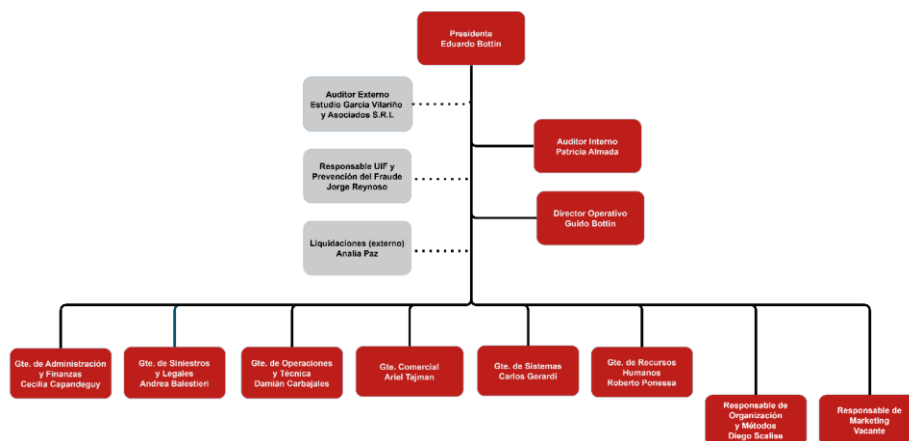 Presidente
Eduardo Bottin
Auditor Externo
Estudio García Vilariño
y Asociados S.R.L
Auditor Interno
Patricia Almada
Responsable UIF y
Prevención del Fraude
Jorge Reynoso
Director Operativo
Guido Bottin
Liquidaciones (externo)
Analía Paz
Gte. de Administración
y Finanzas
Cecilia Capandeguy
Gte. de Siniestros
y Legales
Andrea Balestieri
Gte. de Operaciones
y Técnica
Damián Carbajales
Gte. Comercial
Ariel Tajman
Gte. de Sistemas
Carlos Gerardi
Gte. de Recursos
Humanos
Roberto Ponessa
Responsable de
Organización
y Métodos
Diego Scalise
Responsable de
Marketing
Vacante